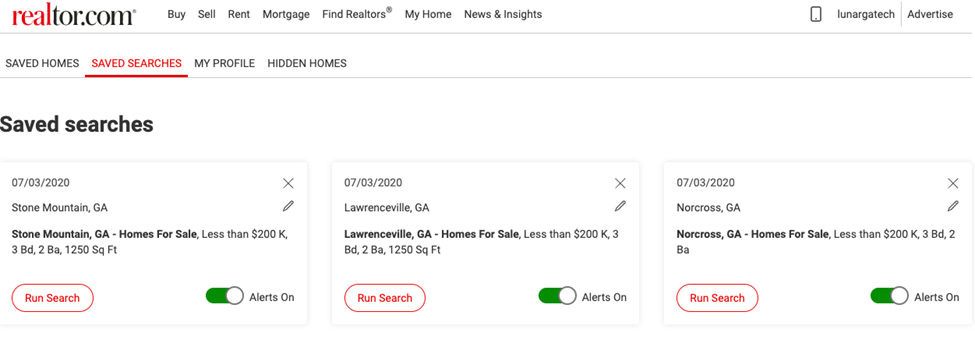 realtor.com®
Buy Sell Rent Mortgage Find Realtors® My Home News & Insights lunargatech Advertise
SAVED HOMES SAVED SEARCHES MY PROFILE HIDDEN HOMES
Saved searches
07/03/2020
Stone Mountain, GA
Stone Mountain, GA - Homes For Sale, Less than $200 K,
3 Bd, 2 Ba, 1250 Sq Ft
Run Search Alerts On
07/03/2020
Lawrenceville, GA
Lawrenceville, GA - Homes For Sale, Less than $200 K, 3
Bd, 2 Ba, 1250 Sq Ft
Run Search Alerts On
07/03/2020
Norcross, GA
Norcross, GA - Homes For Sale, Less than $200 K, 3 Bd, 2
Ba
Run Search Alerts On